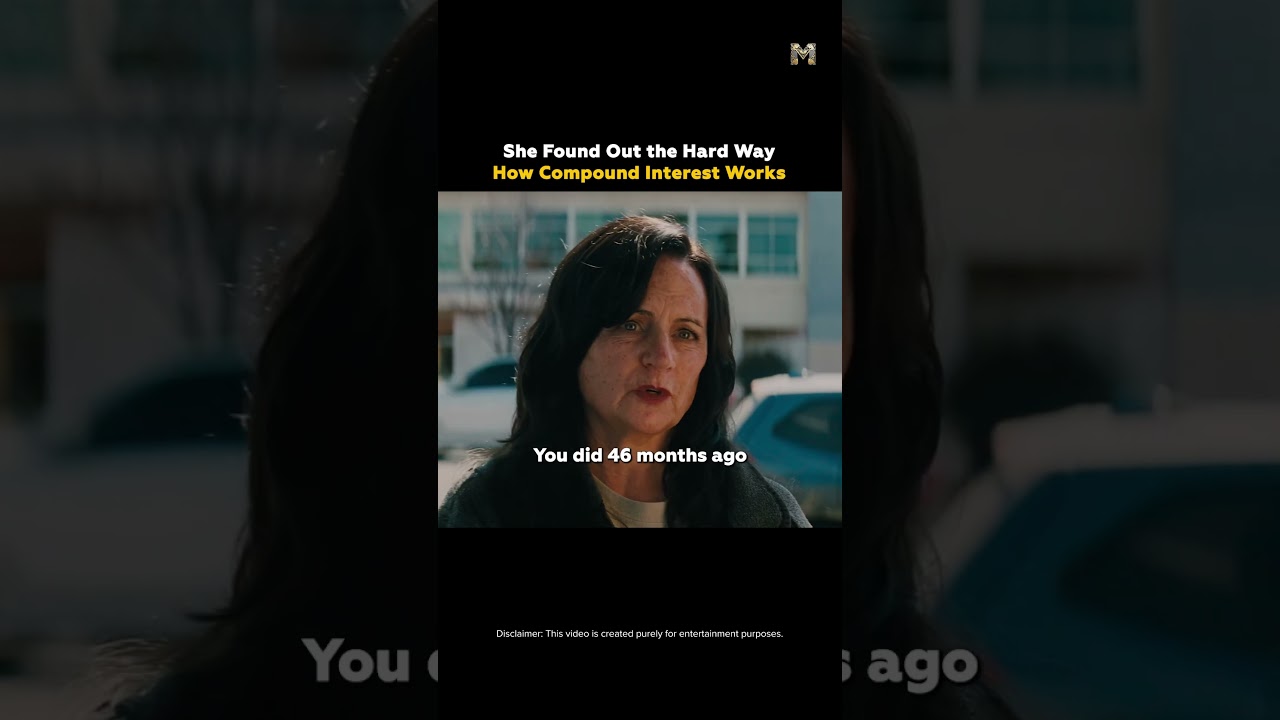 M
She Found Out the Hard Way
How Compound Interest Works
You did 46 months ago
Disclaimer: This video is created purely for entertainment purposes.
You
s ago